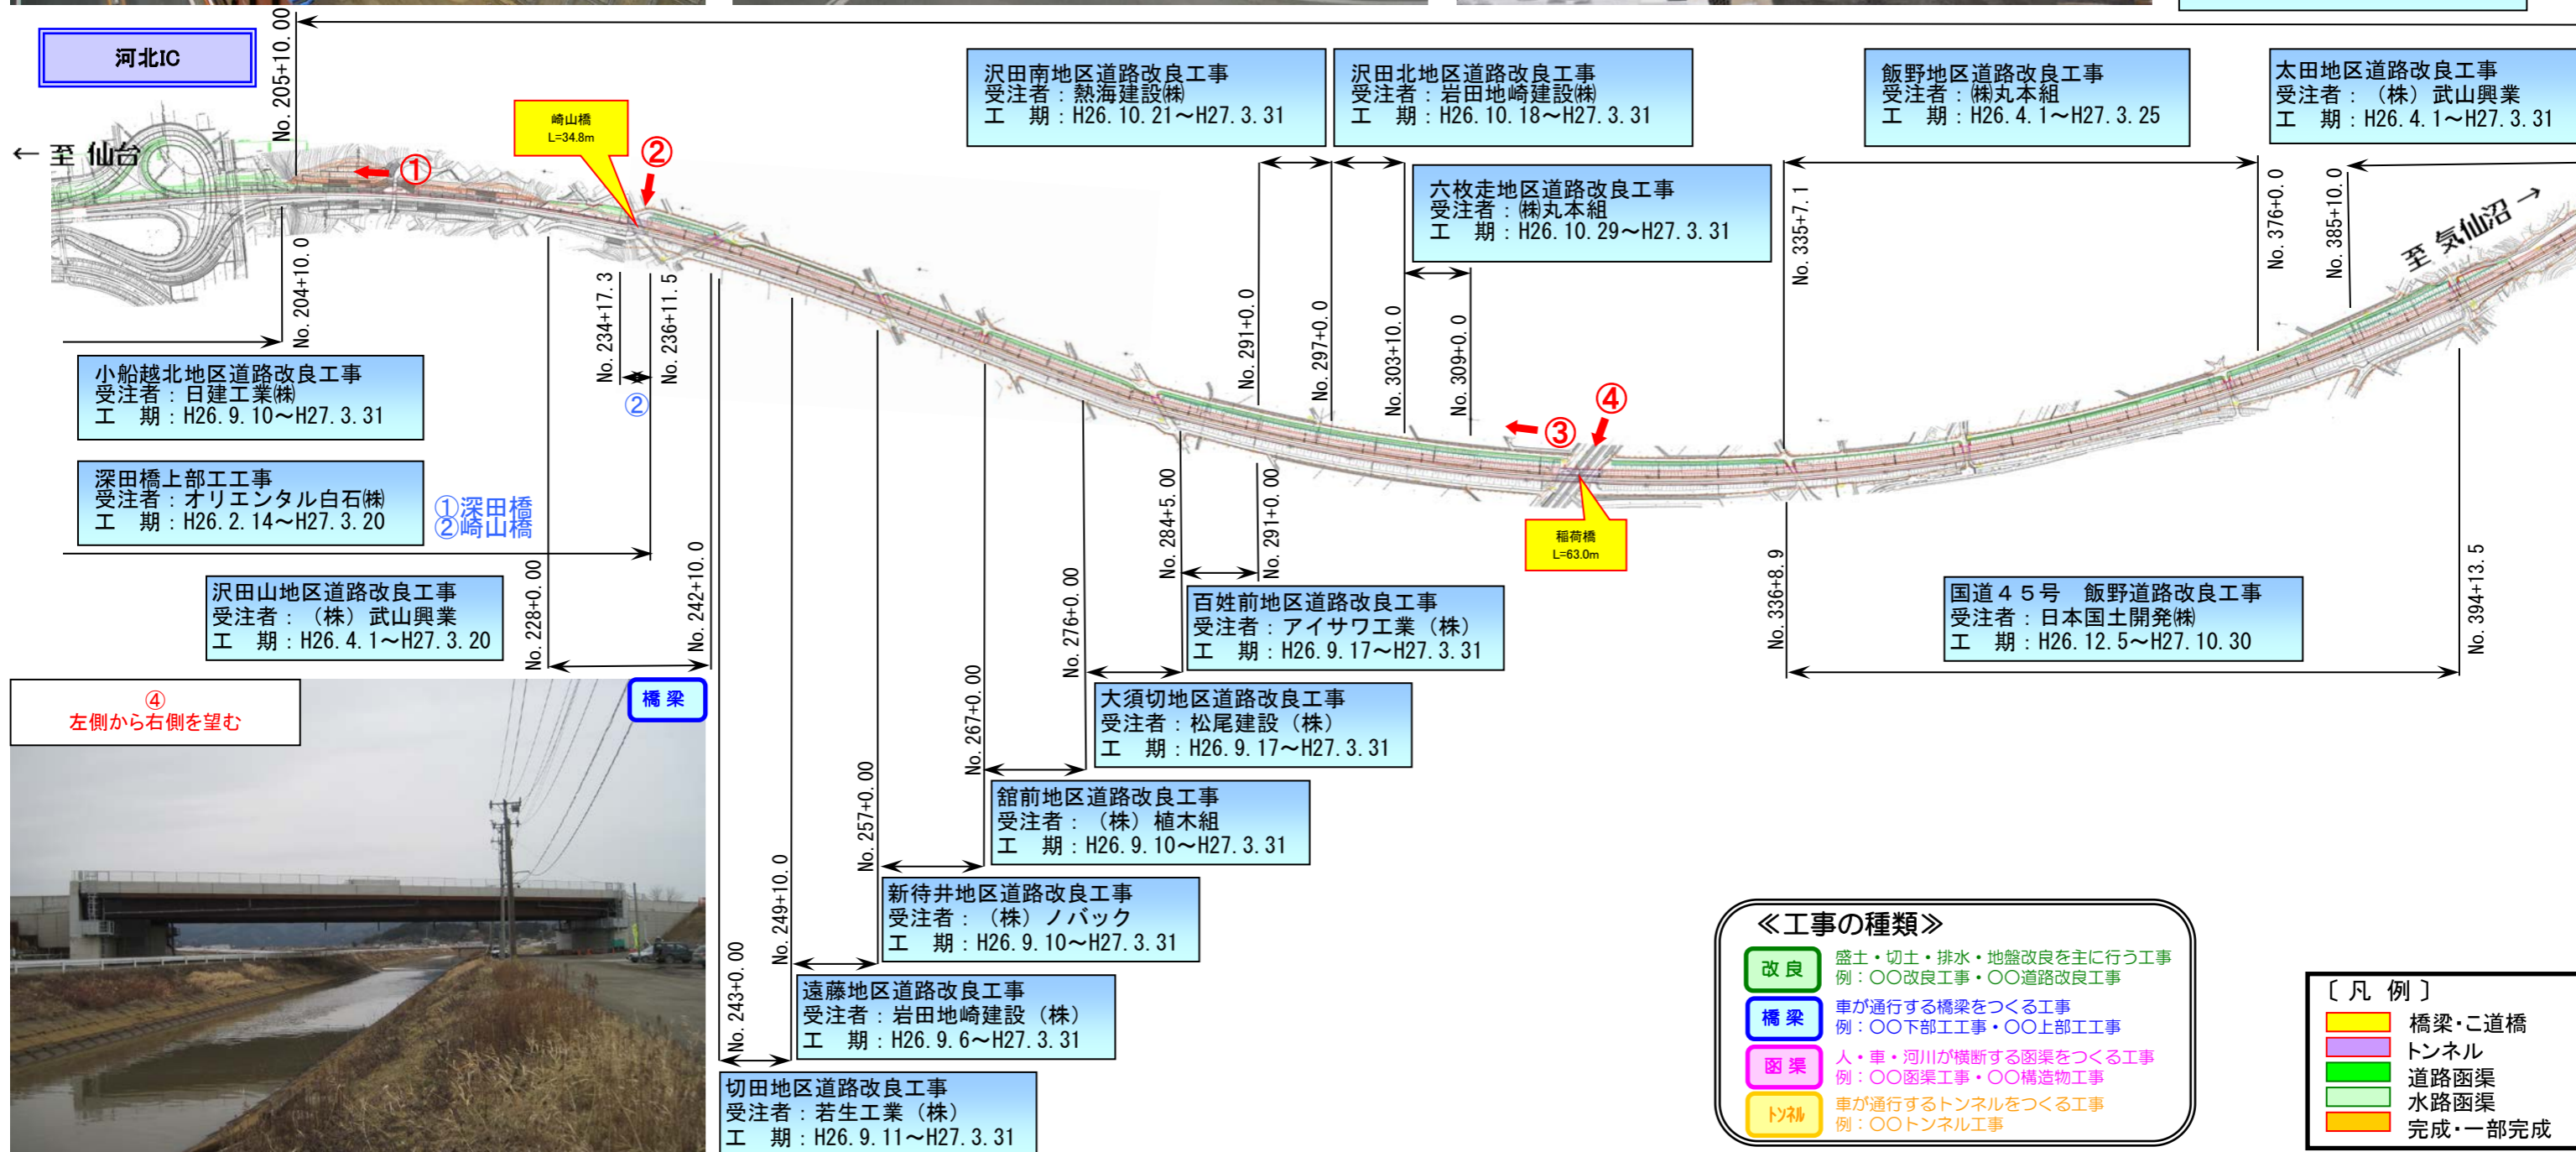 河北IC
No. 205+10. 00
← 至 仙台
①
崎山橋
L=34.8m
②
沢田南地区道路改良工事
受注者：熱海建設㈱
工　期：H26. 10. 21～H27. 3. 31
沢田北地区道路改良工事
受注者：岩田地崎建設㈱
工　期：H26. 10. 18～H27. 3. 31
六枚走地区道路改良工事
受注者：㈱丸本組
工　期：H26. 10. 29～H27. 3. 31
飯野地区道路改良工事
受注者：㈱丸本組
工　期：H26. 4. 1～H27. 3. 25
太田地区道路改良工事
受注者：（株）武山興業
工　期：H26. 4. 1～H27. 3. 31
No. 204+10. 0
No. 234+17. 3
No. 236+11. 5
②
No. 291+0. 0
No. 297+0. 0
No. 303+10. 0
No. 309+0. 0
No. 335+7. 1
No. 376+0. 0
No. 385+10. 0
至 気仙沼 →
③
④
稲荷橋
L=63.0m
小船越北地区道路改良工事
受注者：日建工業㈱
工　期：H26. 9. 10～H27. 3. 31
深田橋上部工工事
受注者：オリエンタル白石㈱
工　期：H26. 2. 14～H27. 3. 20
①深田橋
②崎山橋
沢田山地区道路改良工事
受注者：（株）武山興業
工　期：H26. 4. 1～H27. 3. 20
No. 228+0. 00
No. 242+10. 0
No. 243+0. 00
No. 249+10. 0
No. 257+0. 00
No. 267+0. 00
No. 276+0. 00
No. 284+5. 00
No. 291+0. 00
No. 336+8. 9
No. 394+13. 5
百姓前地区道路改良工事
受注者：アイサワ工業（株）
工　期：H26. 9. 17～H27. 3. 31
国道４５号　飯野道路改良工事
受注者：日本国土開発㈱
工　期：H26. 12. 5～H27. 10. 30
大須切地区道路改良工事
受注者：松尾建設（株）
工　期：H26. 9. 17～H27. 3. 31
舘前地区道路改良工事
受注者：（株）植木組
工　期：H26. 9. 10～H27. 3. 31
新待井地区道路改良工事
受注者：（株）ノバック
工　期：H26. 9. 10～H27. 3. 31
遠藤地区道路改良工事
受注者：岩田地崎建設（株）
工　期：H26. 9. 6～H27. 3. 31
切田地区道路改良工事
受注者：若生工業（株）
工　期：H26. 9. 11～H27. 3. 31
④
左側から右側を望む
橋 梁
≪工事の種類≫
改 良
盛土・切土・排水・地盤改良を主に行う工事
例：〇〇改良工事・〇〇道路改良工事
橋 梁
車が通行する橋梁をつくる工事
例：〇〇下部工工事・〇〇上部工工事
函 渠
人・車・河川が横断する函渠をつくる工事
例：〇〇函渠工事・〇〇構造物工事
トンネル
車が通行するトンネルをつくる工事
例：〇〇トンネル工事
〔 凡 例 〕
橋梁・こ道橋
トンネル
道路函渠
水路函渠
完成・一部完成